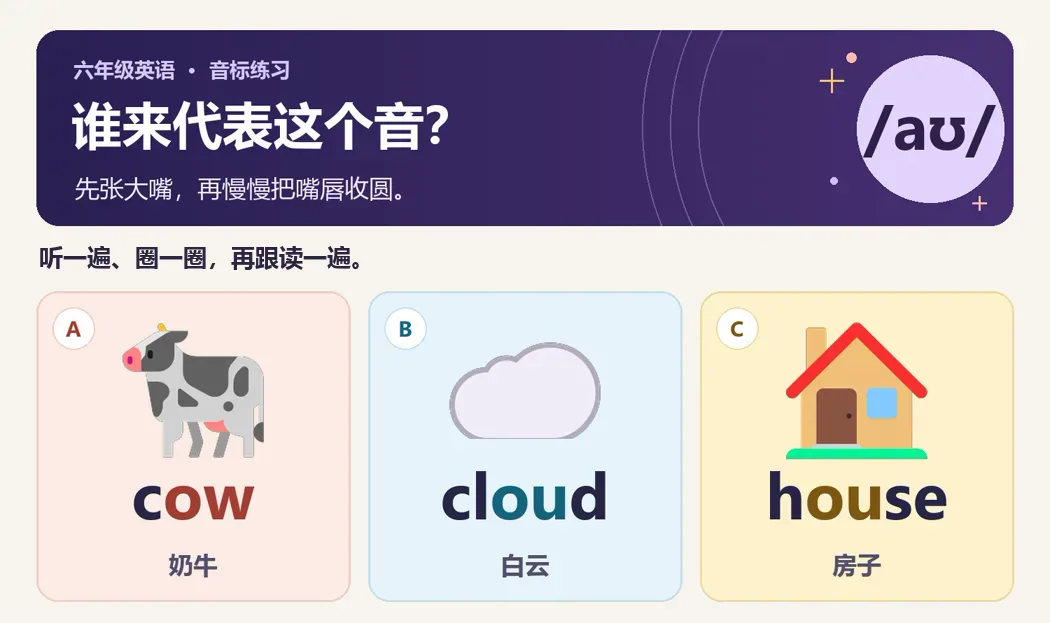 六年级英语 · 音标练习
谁来代表这个音？
/aʊ/
先张大嘴，再慢慢把嘴唇收圆。
听一遍、圈一圈，再跟读一遍。
A
B
C
cow
cloud
house
奶牛
白云
房子